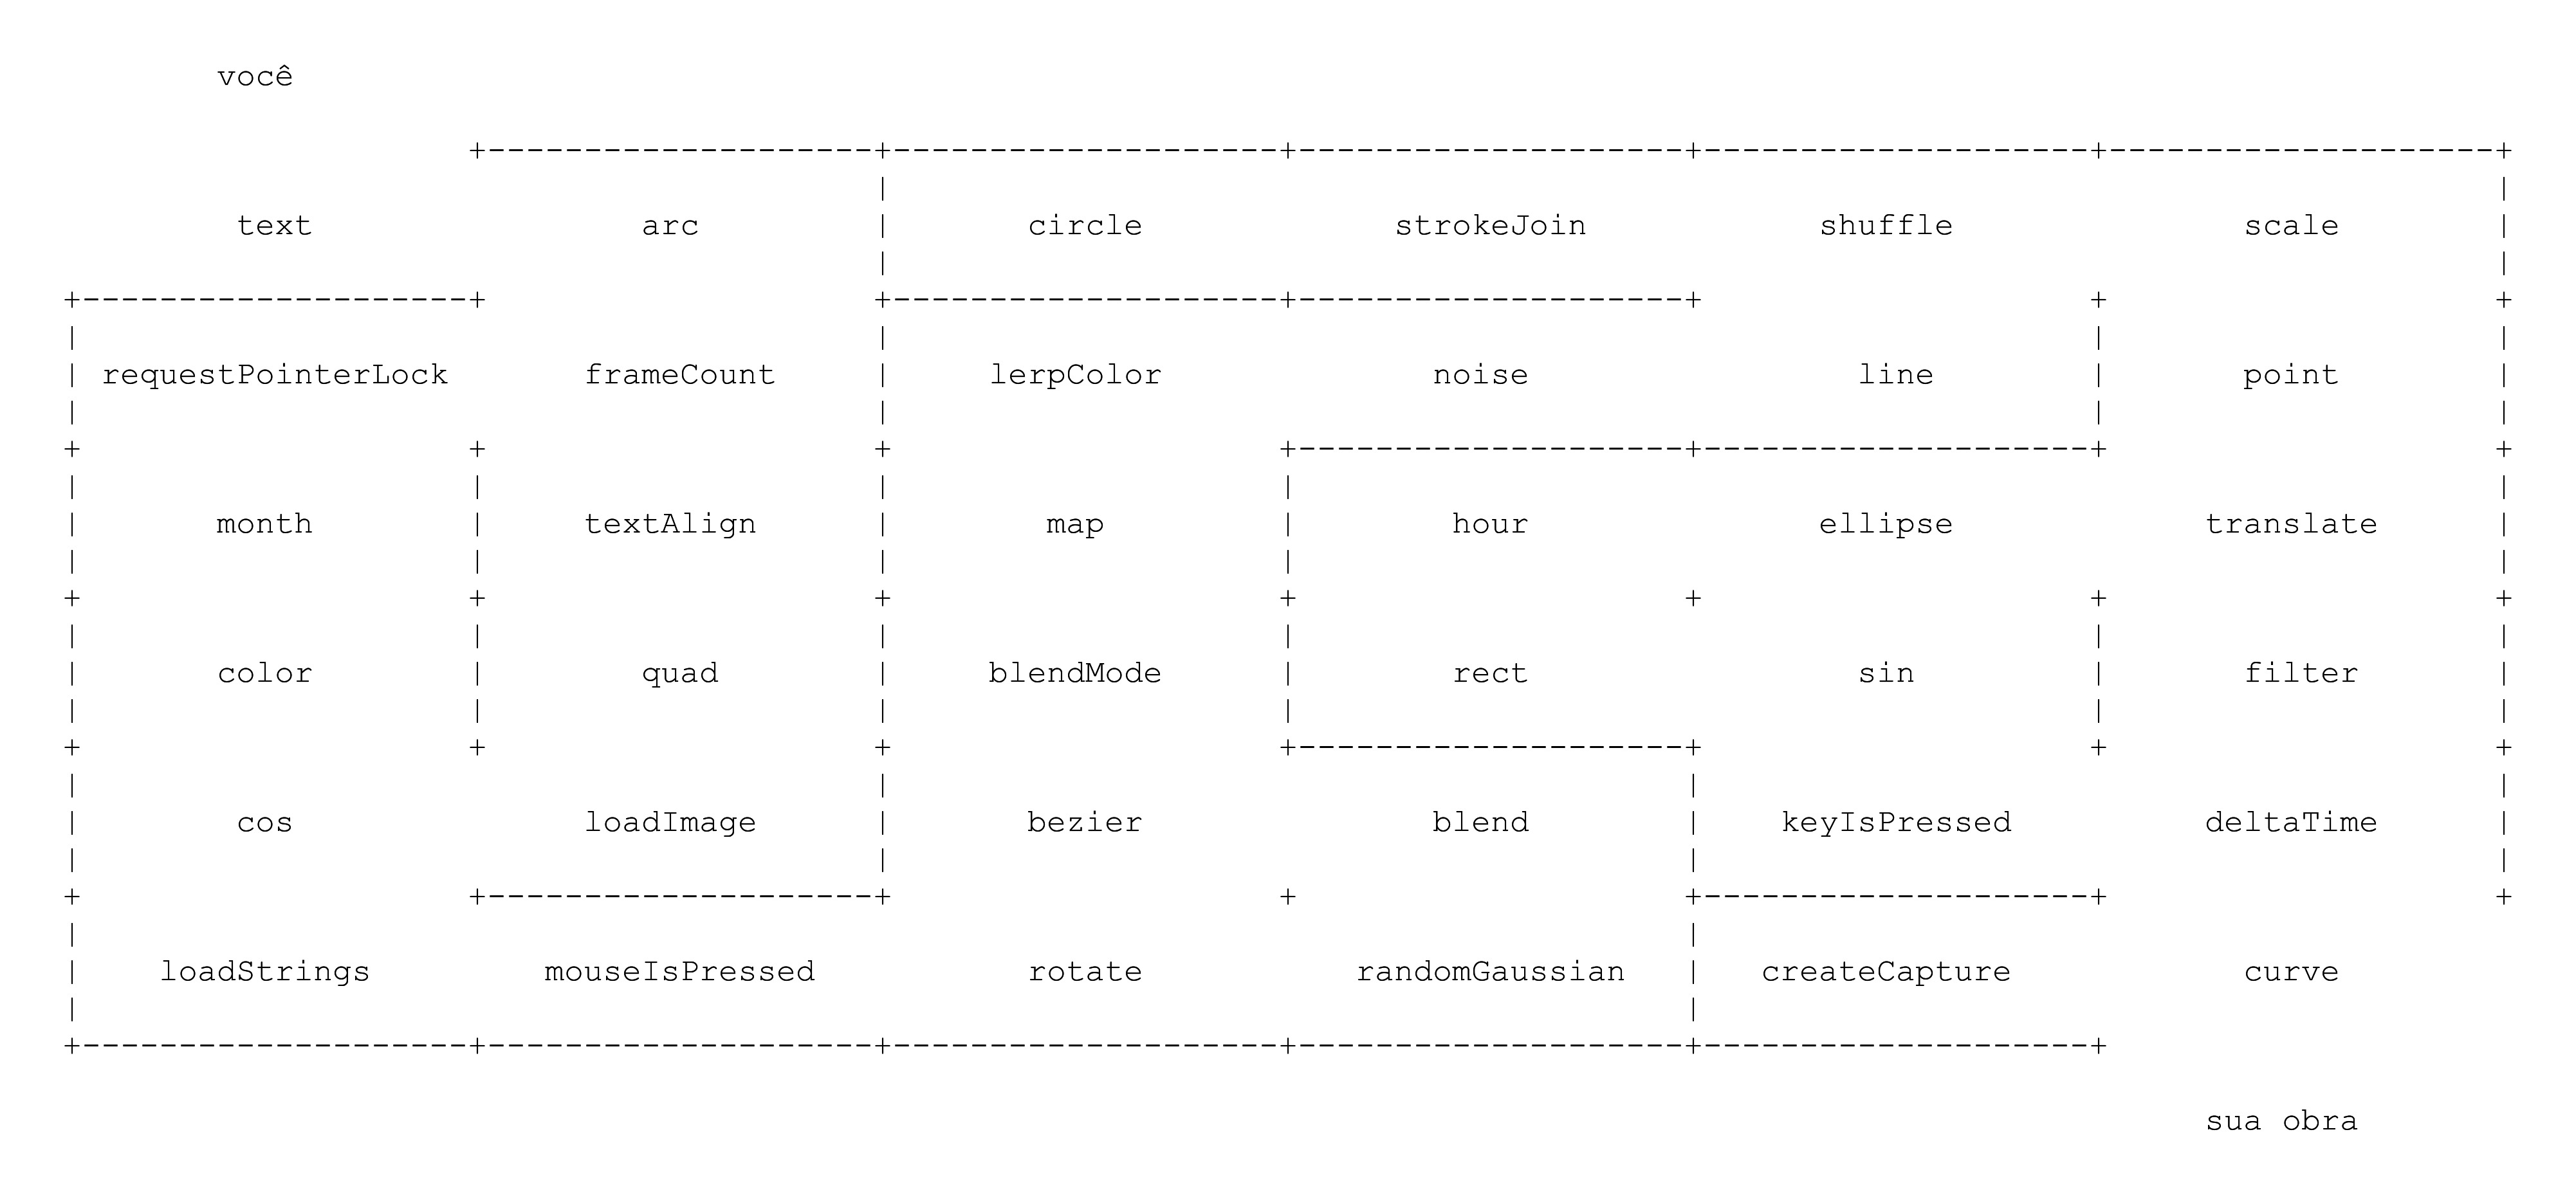 você
text arc circle strokeJoin shuffle scale
requestPointerLock frameCount lerpColor noise line point
month textAlign map hour ellipse translate
color quad blendMode rect sin filter
cos loadImage bezier blend keyIsPressed deltaTime
loadStrings mouseIsPressed rotate randomGaussian createCapture curve
sua obra